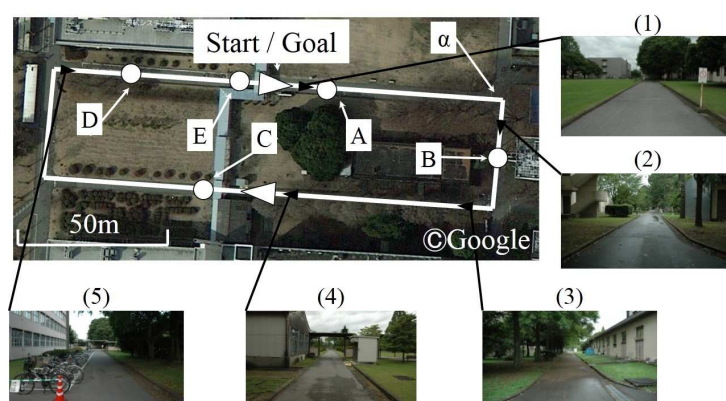 (1)
Start / Goal
α
D
E
C
A
B
(2)
50m
©Google
(5)
(4)
(3)